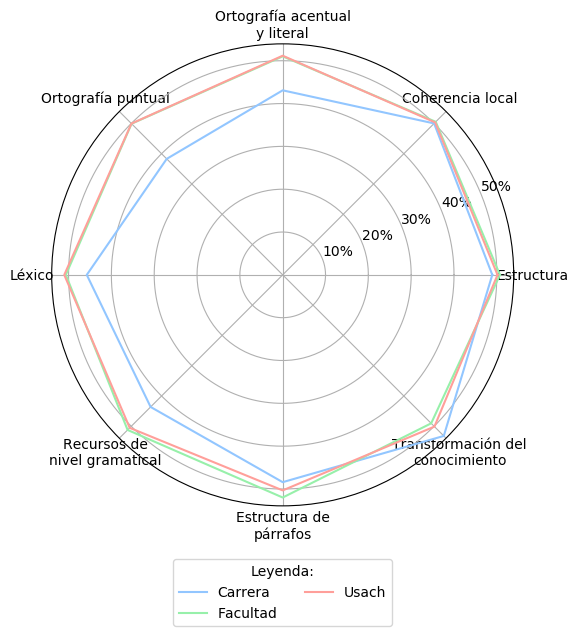 Ortografía acentual
y literal
Ortografía puntual
Coherencia local
50%
40%
30%
20%
10%
Léxico
Estructura
Recursos de
nivel gramatical
Transformación del
conocimiento
Estructura de
párrafos
Leyenda:
Carrera
Usach
Facultad